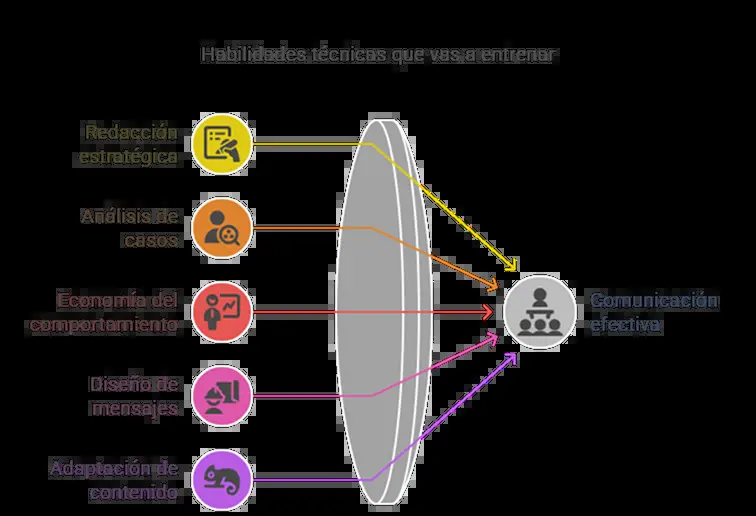 Habilidades técnicas que vas a entrenar
Redacción
estratégica
Análisis de
casos
Economía del
comportamiento
Diseño de
mensajes
Adaptación de
contenido
Comunicación
efectiva